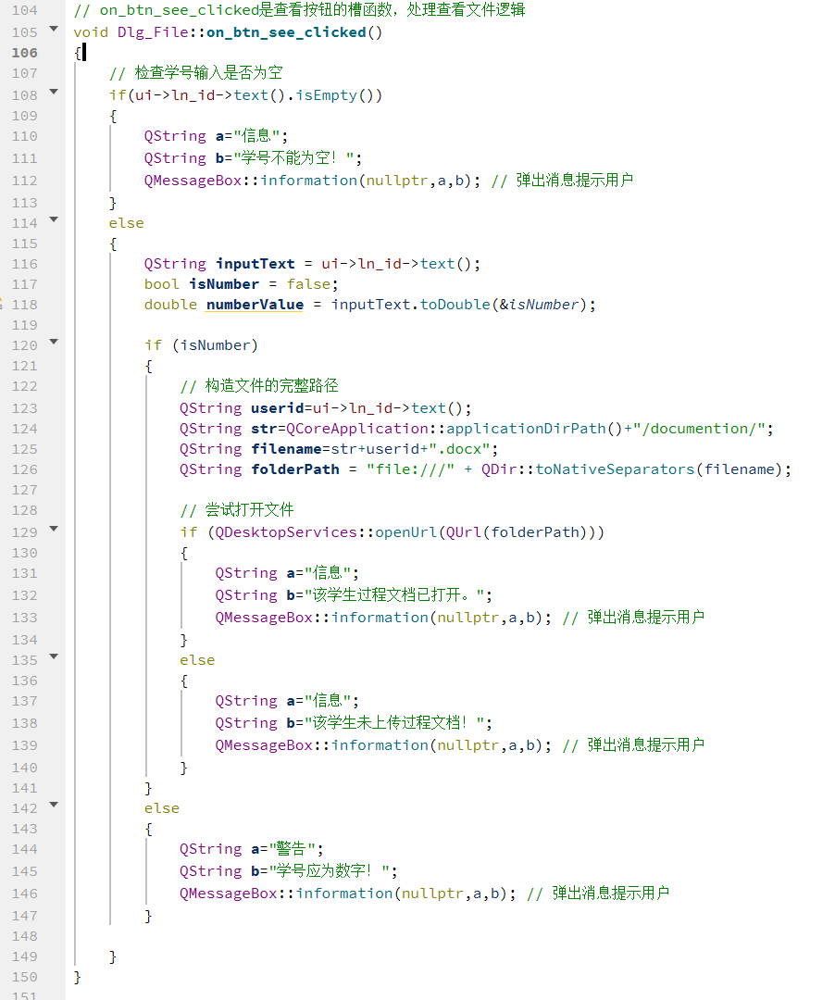 104 // on_btn_see_clicked是查看按钮的槽函数，处理查看文件逻辑
105 void Dlg_File::on_btn_see_clicked()
106 {
107 // 检查学号输入是否为空
108 if(ui->ln_id->text().isEmpty())
109 {
110 QString a="信息";
111 QString b="学号不能为空！";
112 QMessageBox::information(nullptr,a,b); // 弹出消息提示用户
113 }
114 else
115 {
116 QString inputText = ui->ln_id->text();
117 bool isNumber = false;
118 double numberValue = inputText.toDouble(&isNumber);
119
120 if (isNumber)
121 {
122 // 构造文件的完整路径
123 QString userid=ui->ln_id->text();
124 QString str=QCoreApplication::applicationDirPath()+"/documention/";
125 QString filename=str+userid+".docx";
126 QString folderPath = "file:///" + QDir::toNativeSeparators(filename);
127
128 // 尝试打开文件
129 if (QDesktopServices::openUrl(QUrl(folderPath)))
130 {
131 QString a="信息";
132 QString b="该学生过程文档已打开。";
133 QMessageBox::information(nullptr,a,b); // 弹出消息提示用户
134 }
135 else
136 {
137 QString a="信息";
138 QString b="该学生未上传过程文档！";
139 QMessageBox::information(nullptr,a,b); // 弹出消息提示用户
140 }
141 }
142 else
143 {
144 QString a="警告";
145 QString b="学号应为数字！";
146 QMessageBox::information(nullptr,a,b); // 弹出消息提示用户
147 }
148
149 }
150 }
151